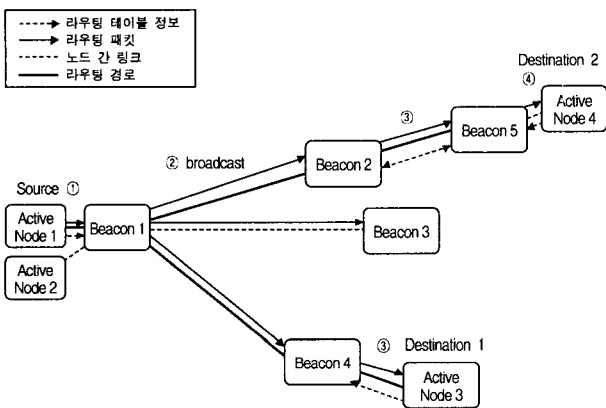 라우팅 테이블 정보
라우팅 패킷
노드 간 링크
라우팅 경로
Destination 2
④
Active
Node 4
③
Beacon 5
② broadcast
Beacon 2
Source ①
Active
Node 1
Beacon 1
Beacon 3
Active
Node 2
③ Destination 1
Beacon 4
Active
Node 3